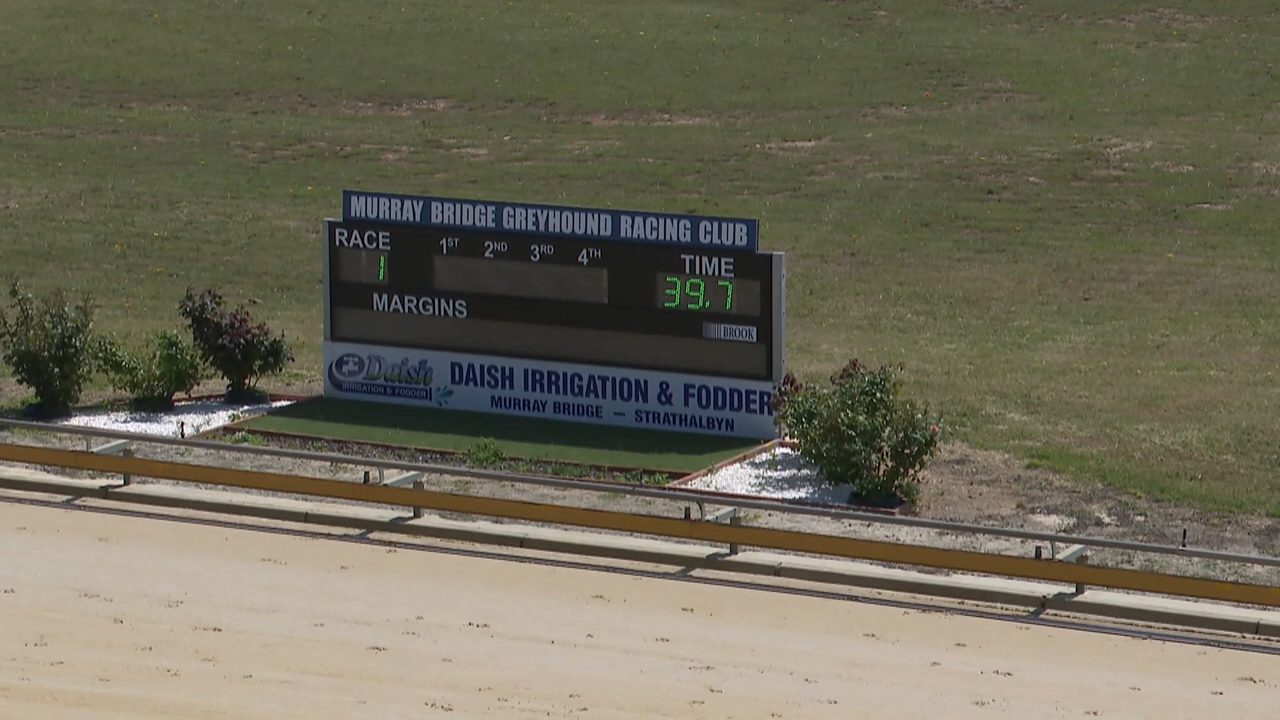 MURRAY BRIDGE GREYHOUND RACING CLUB
RACE 1ST 2ND 3RD 4TH TIME
1 39.7
MARGINS
BROOK
Daish
IRRIGATION & FODDER
DAISH IRRIGATION & FODDER
MURRAY BRIDGE — STRATHALBYN